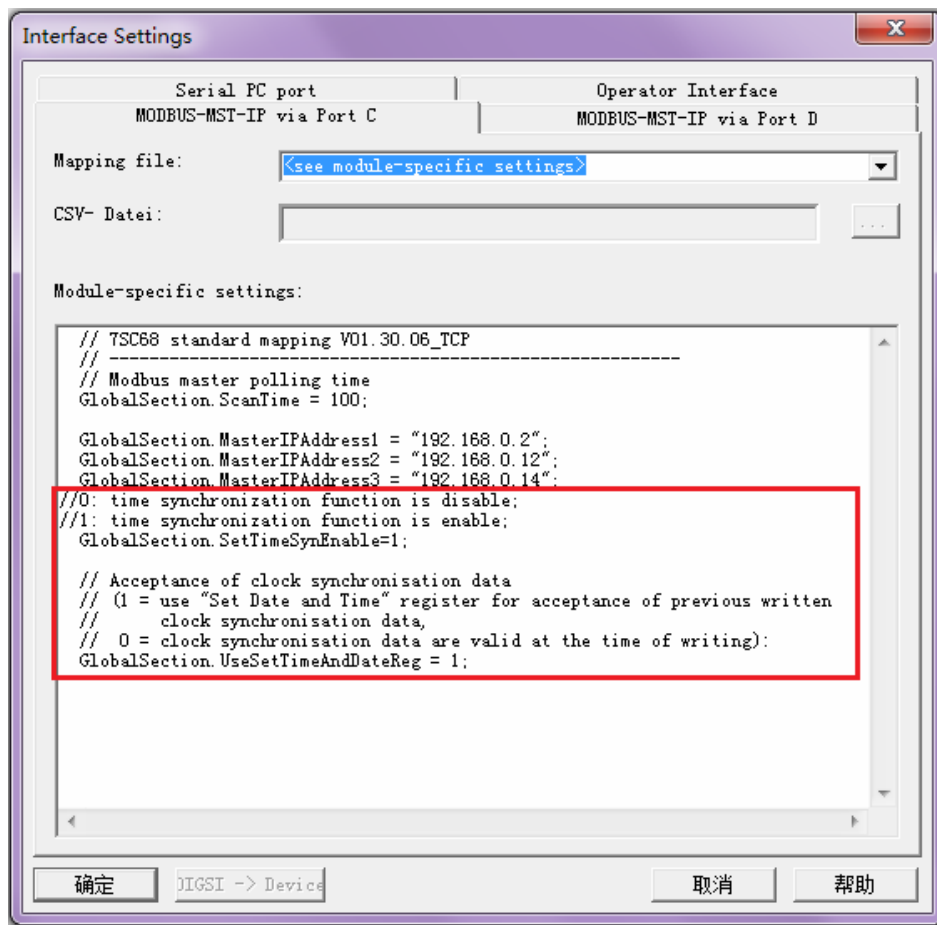 Interface Settings
Serial PC port
Operator Interface
MODBUS-MST-IP via Port C
MODBUS-MST-IP via Port D
Mapping file:
<see module-specific settings>
CSV- Datei:
...
Module-specific settings:
// 7SC68 standard mapping V01.30.06_TCP
// ---------------------------------------------------------
// Modbus master polling time
GlobalSection.ScanTime = 100;
GlobalSection.MasterIPAddress1 = "192.168.0.2";
GlobalSection.MasterIPAddress2 = "192.168.0.12";
GlobalSection.MasterIPAddress3 = "192.168.0.14";
//0: time synchronization function is disable;
//1: time synchronization function is enable;
GlobalSection.SetTimeSynEnable=1;
// Acceptance of clock synchronisation data
// (1 = use "Set Date and Time" register for acceptance of previous written
// clock synchronisation data,
// 0 = clock synchronisation data are valid at the time of writing):
GlobalSection.UseSetTimeAndDateReg = 1;
确定
DIGSI -> Device
取消
帮助